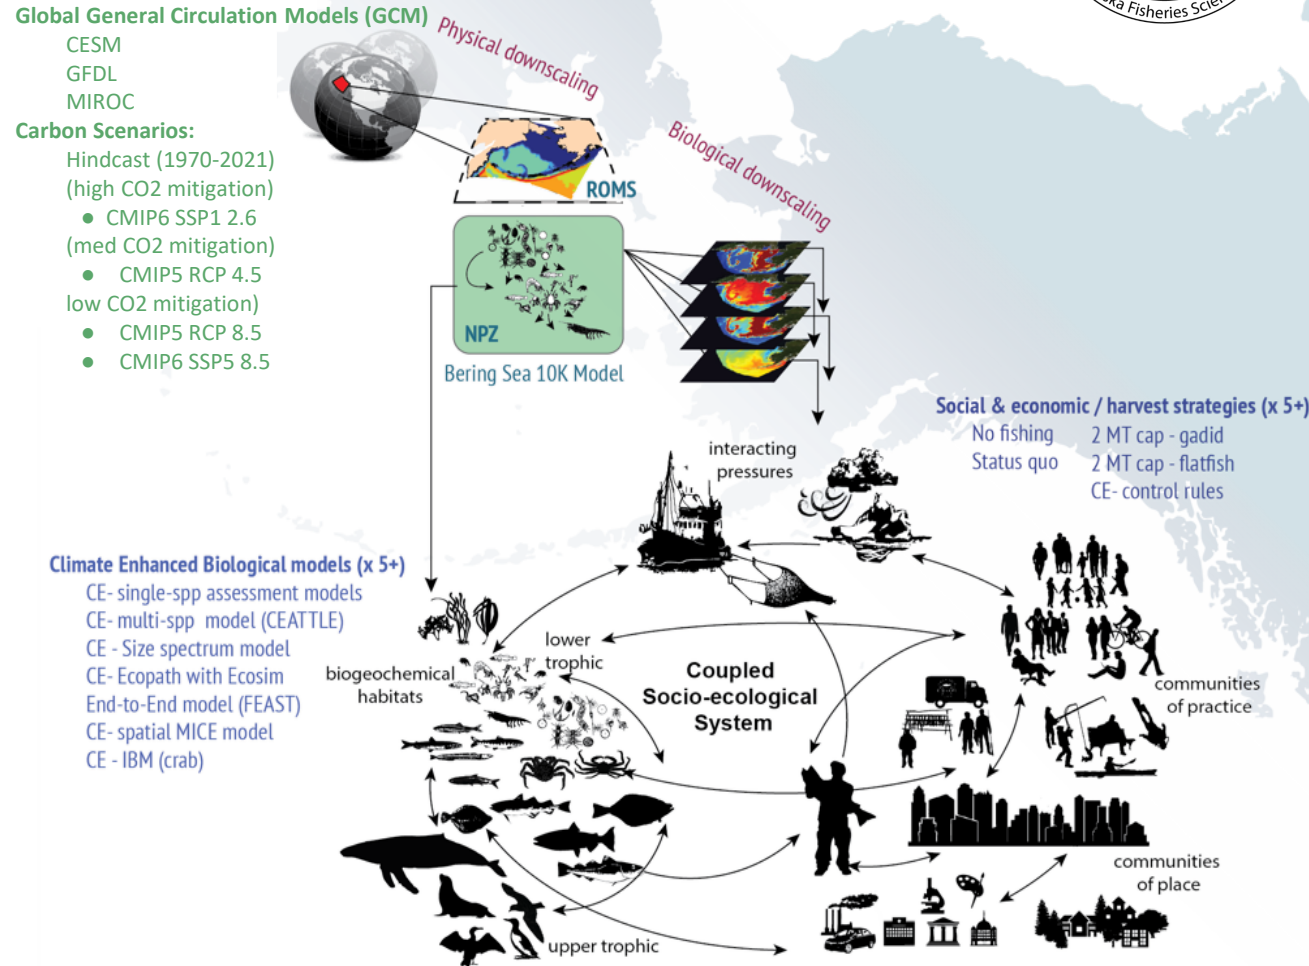 Global General Circulation Models (GCM)
CESM
GFDL
MIROC
Carbon Scenarios:
Hindcast (1970-2021)
(high CO2 mitigation)
● CMIP6 SSP1 2.6
(med CO2 mitigation)
● CMIP5 RCP 4.5
low CO2 mitigation)
● CMIP5 RCP 8.5
● CMIP6 SSP5 8.5
Fisheries
Physical downscaling
Biological downscaling
ROMS
NPZ
Bering Sea 10K Model
Social & economic / harvest strategies (x 5+)
No fishing 2 MT cap - gadid
Status quo 2 MT cap - flatfish
CE- control rules
interacting
pressures
Climate Enhanced Biological models (x 5+)
CE- single-spp assessment models
CE- multi-spp model (CEATTLE)
CE - Size spectrum model
CE- Ecopath with Ecosim
End-to-End model (FEAST)
CE- spatial MICE model
CE - IBM (crab)
lower
trophic
biogeochemical
habitats
Coupled
Socio-ecological
System
communities
of practice
communities
of place
upper trophic